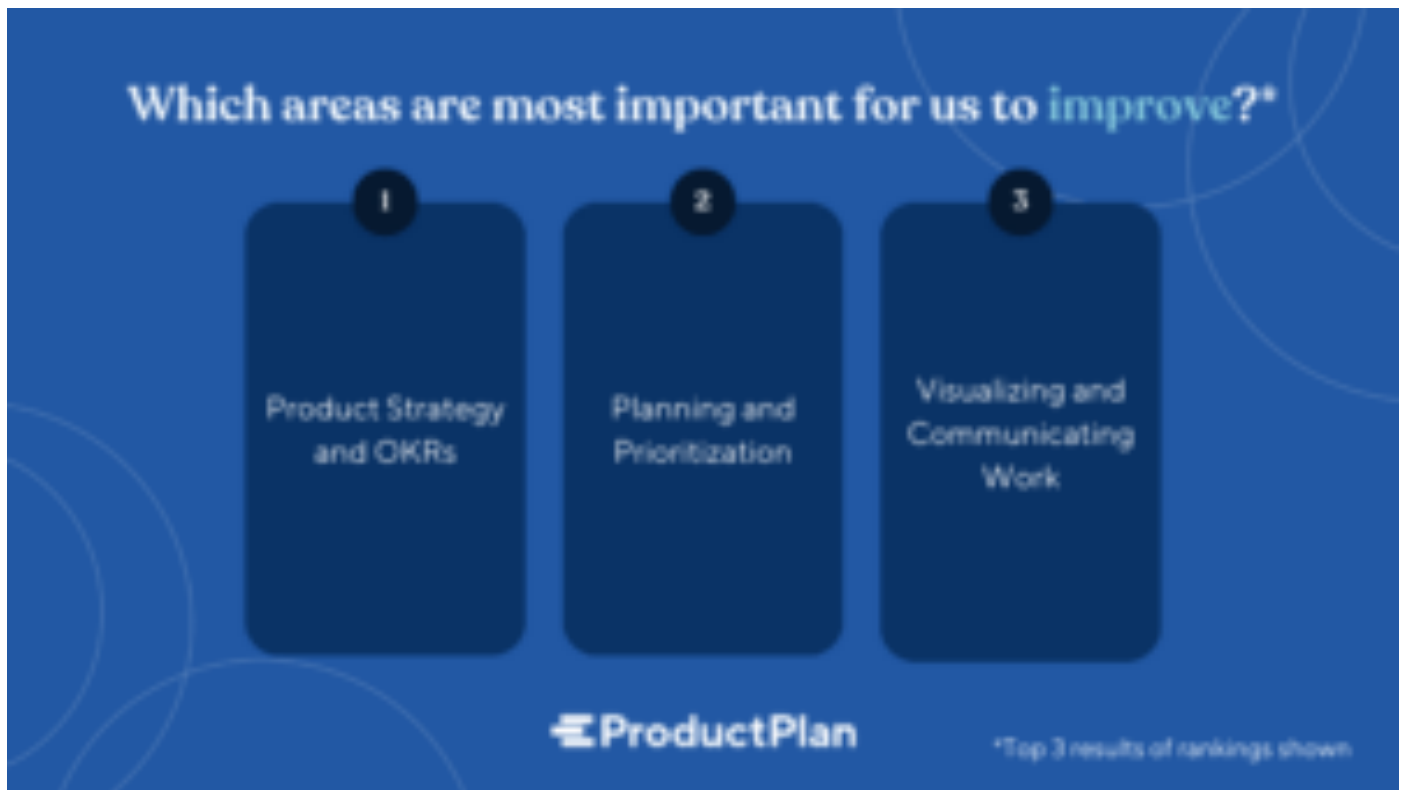 Which areas are most important for us to improve?*
1
2
3
Product Strategy
and OKRs
Planning and
Prioritization
Visualizing and
Communicating
Work
ProductPlan
*Top 3 results of rankings shown